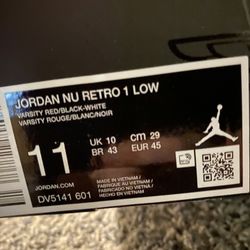 JORDAN NU RETRO 1 LOW
VARSITY RED/BLACK-WHITE
VARSITY ROUGE/BLANC/NOIR
11
UK 10 cm 29
BR 43 EUR 45
JORDAN.COM
MADE IN VIETNAM
FABRIQUE AU VIETNAM
FABRICADO NO VIETNÃ
HECHO EN VIETNAM
DV5141 601